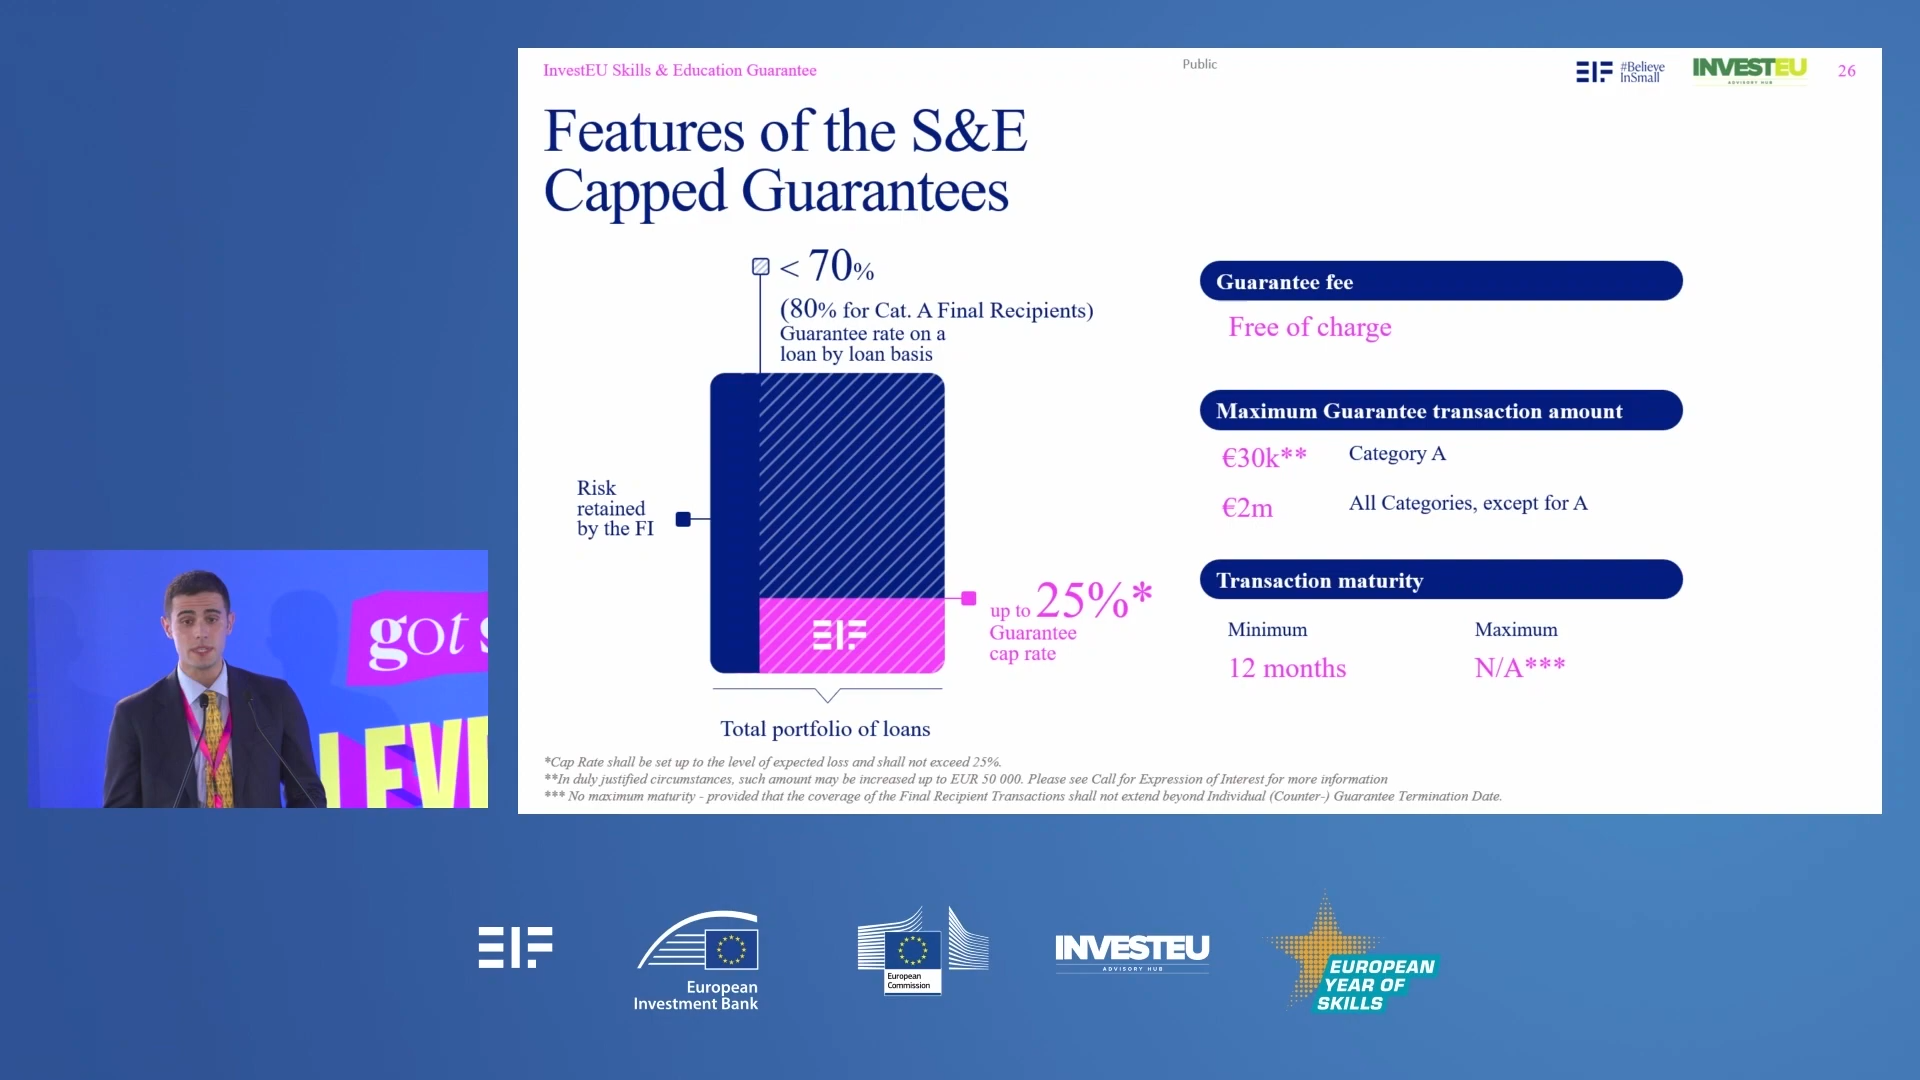 InvestEU Skills & Education Guarantee
Public
EIF #Believe
InSmall
INVESTEU
ADVISORY HUB
26
Features of the S&E
Capped Guarantees
< 70%
(80% for Cat. A Final Recipients)
Guarantee rate on a
loan by loan basis
Risk
retained
by the FI
EIF
up to 25%*
Guarantee
cap rate
Total portfolio of loans
Guarantee fee
Free of charge
Maximum Guarantee transaction amount
€30k** Category A
€2m All Categories, except for A
Transaction maturity
Minimum Maximum
12 months N/A***
*Cap Rate shall be set up to the level of expected loss and shall not exceed 25%.
**In duly justified circumstances, such amount may be increased up to EUR 50 000. Please see Call for Expression of Interest for more information
*** No maximum maturity - provided that the coverage of the Final Recipient Transactions shall not extend beyond Individual (Counter-) Guarantee Termination Date.
got
EIF
European
Investment Bank
European
Commission
INVESTEU
ADVISORY HUB
EUROPEAN
YEAR OF
SKILLS